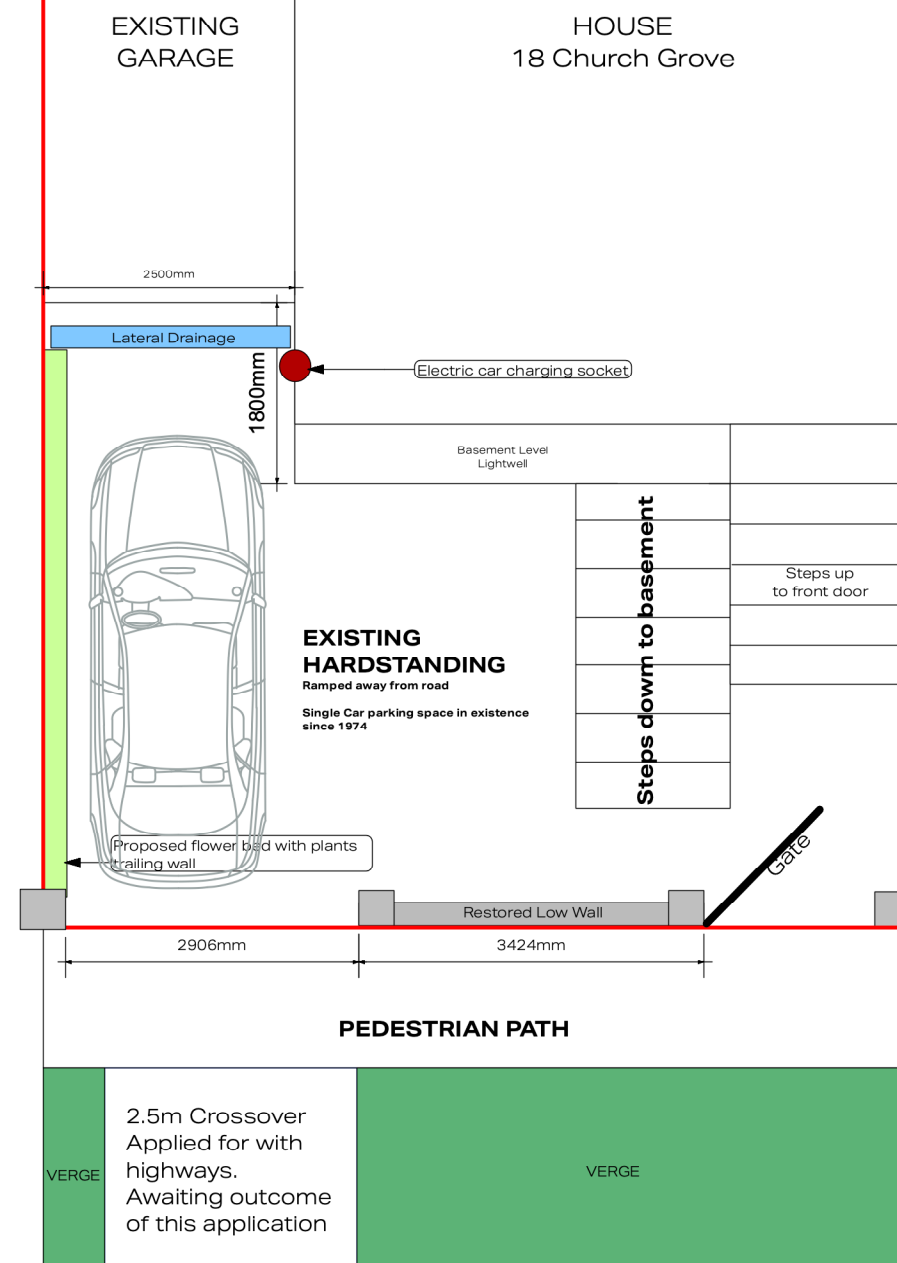 EXISTING
GARAGE
HOUSE
18 Church Grove
2500mm
Lateral Drainage
1800mm
Electric car charging socket
Basement Level
Lightwell
Steps dowm to basement
Steps up
to front door
EXISTING
HARDSTANDING
Ramped away from road
Single Car parking space in existence
since 1974
Proposed flower bed with plants
trailing wall
Gate
Restored Low Wall
2906mm
3424mm
PEDESTRIAN PATH
2.5m Crossover
Applied for with
highways.
Awaiting outcome
of this application
VERGE
VERGE